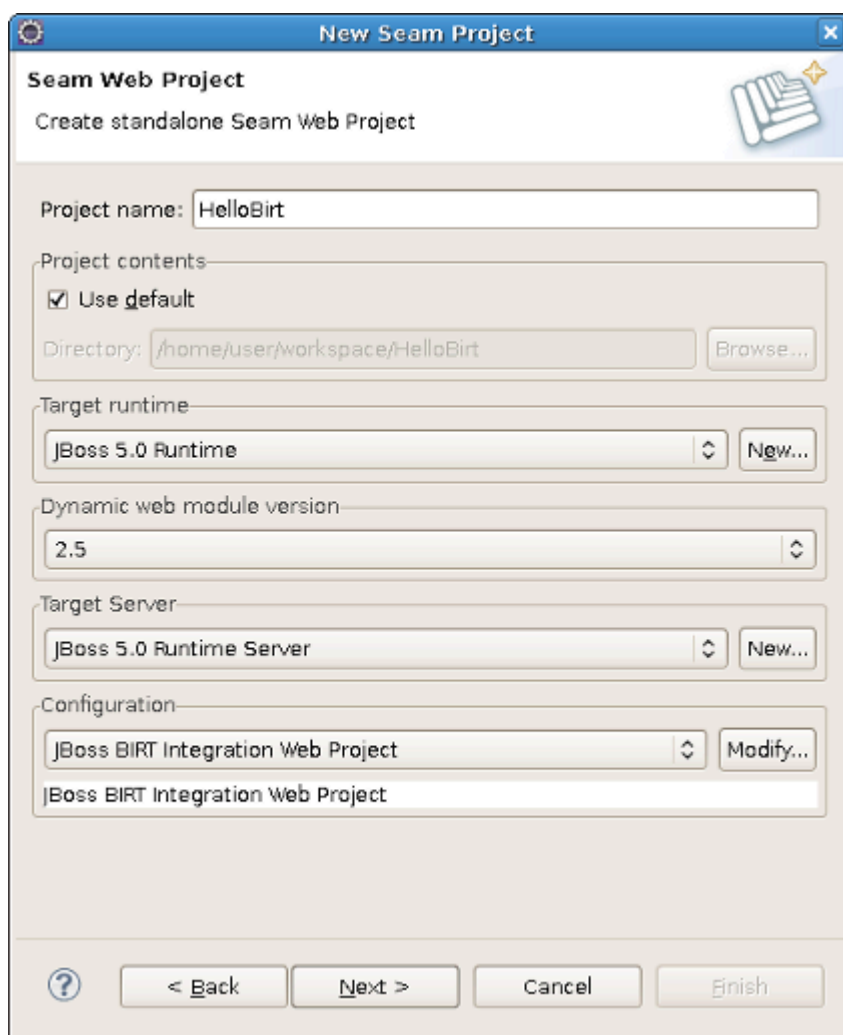 New Seam Project
Seam Web Project
Create standalone Seam Web Project
Project name: HelloBirt
Project contents
Use default
Directory: /home/user/workspace/HelloBirt Browse...
Target runtime
JBoss 5.0 Runtime New...
Dynamic web module version
2.5
Target Server
JBoss 5.0 Runtime Server New...
Configuration
JBoss BIRT Integration Web Project Modify...
JBoss BIRT Integration Web Project
? < Back Next > Cancel Finish